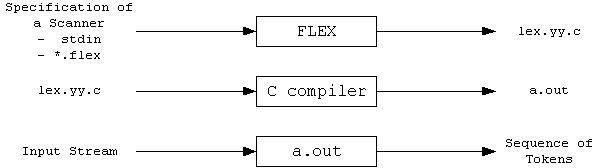 Specification of
a Scanner
- stdin
- *.flex
FLEX
lex.yy.c
lex.yy.c
C compiler
a.out
Input Stream
a.out
Sequence of
Tokens